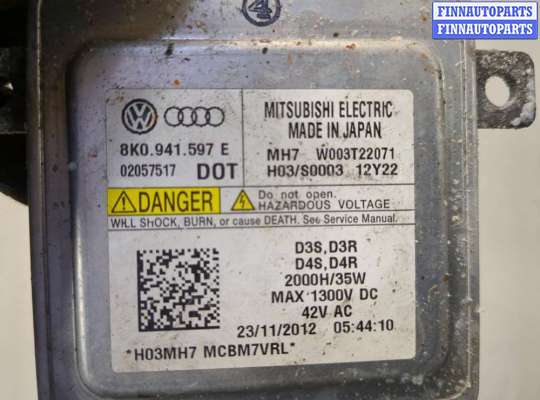 4
FINNAUTOPARTS
FINNAUTOPARTS
MITSUBISHI ELECTRIC
MADE IN JAPAN
8K0.941.597 E
02057517 DOT
MH7 W003T22071
H03/S0003 12Y22
DANGER
Do not open.
HAZARDOUS VOLTAGE
WILL SHOCK, BURN, or cause DEATH. See Service Manual.
D3S,D3R
D4S,D4R
2000H/35W
MAX 1300V DC
42V AC
23/11/2012 05:44:10
*H03MH7 MCBM7VRL*